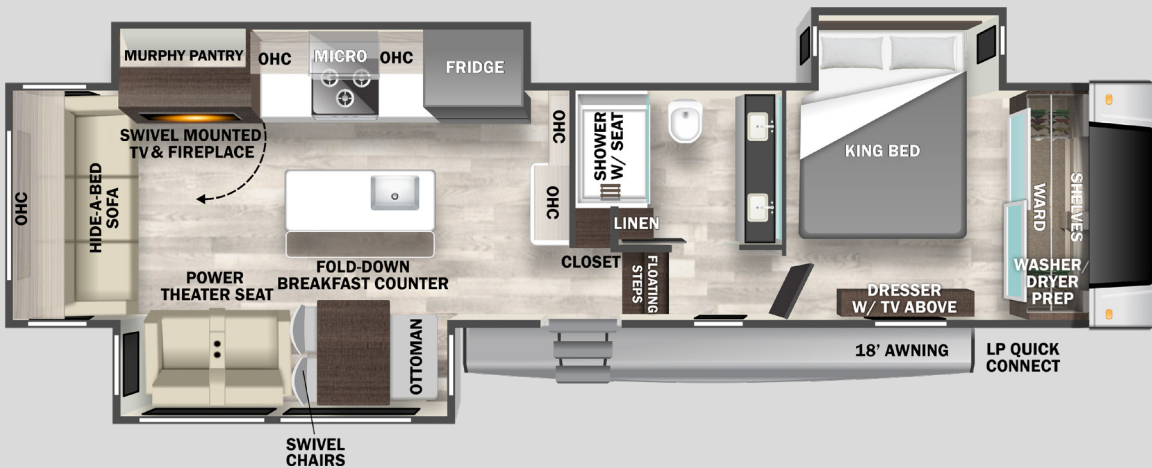 MURPHY PANTRY
OHC
MICRO
OHC
FRIDGE
SWIVEL MOUNTED
TV & FIREPLACE
OHC
HIDE-A-BED
SOFA
OHC
OHC
SHOWER
W/ SEAT
LINEN
CLOSET
FLOATING
STEPS
KING BED
WARD
SHELVES
WASHER/
DRYER
PREP
DRESSER
W/ TV ABOVE
POWER
THEATER SEAT
FOLD-DOWN
BREAKFAST COUNTER
OTTOMAN
SWIVEL
CHAIRS
18' AWNING
LP QUICK
CONNECT